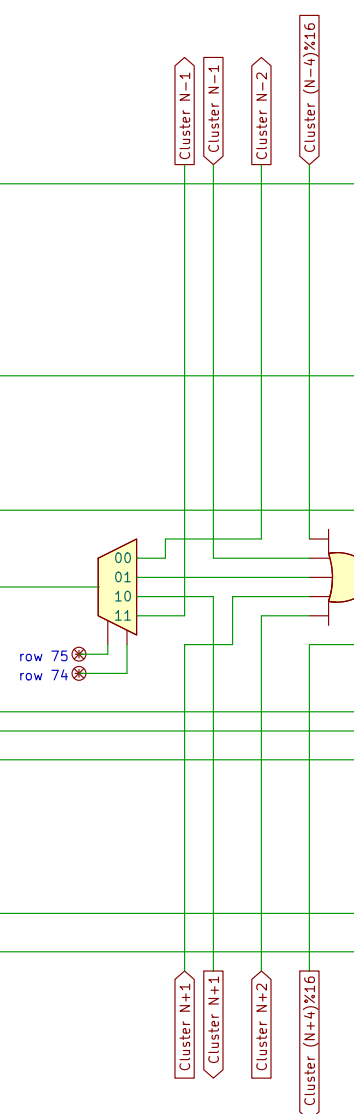 Cluster N-1
Cluster N-1
Cluster N-2
Cluster (N-4)%16
00
01
10
11
row 75
row 74
Cluster N+1
Cluster N+1
Cluster N+2
Cluster (N+4)%16